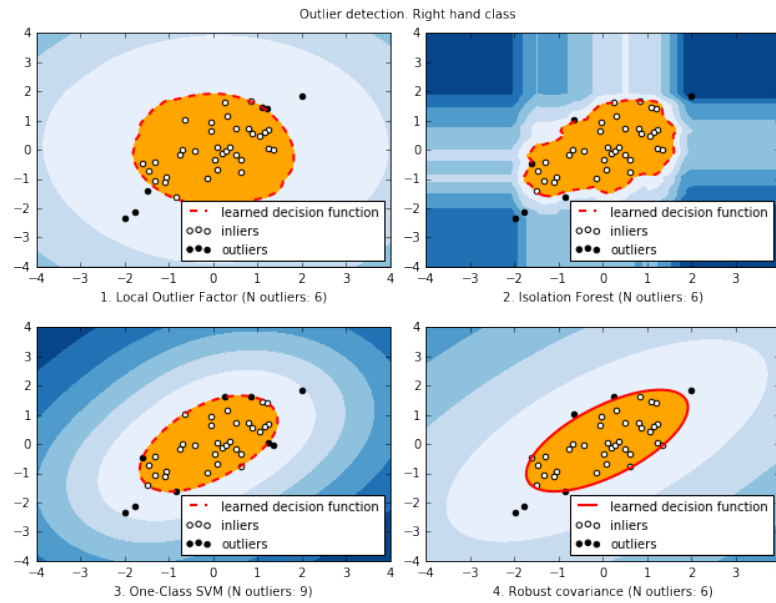 Outlier detection. Right hand class
4
3
2
1
0
−1
−2
−3
−4
learned decision function
inliers
outliers
−4 −3 −2 −1 0 1 2 3 4
1. Local Outlier Factor (N outliers: 6)
4
3
2
1
0
−1
−2
−3
−4
learned decision function
inliers
outliers
−4 −3 −2 −1 0 1 2 3
2. Isolation Forest (N outliers: 6)
4
3
2
1
0
−1
−2
−3
−4
learned decision function
inliers
outliers
−4 −3 −2 −1 0 1 2 3 4
3. One-Class SVM (N outliers: 9)
4
3
2
1
0
−1
−2
−3
−4
learned decision function
inliers
outliers
−4 −3 −2 −1 0 1 2 3
4. Robust covariance (N outliers: 6)